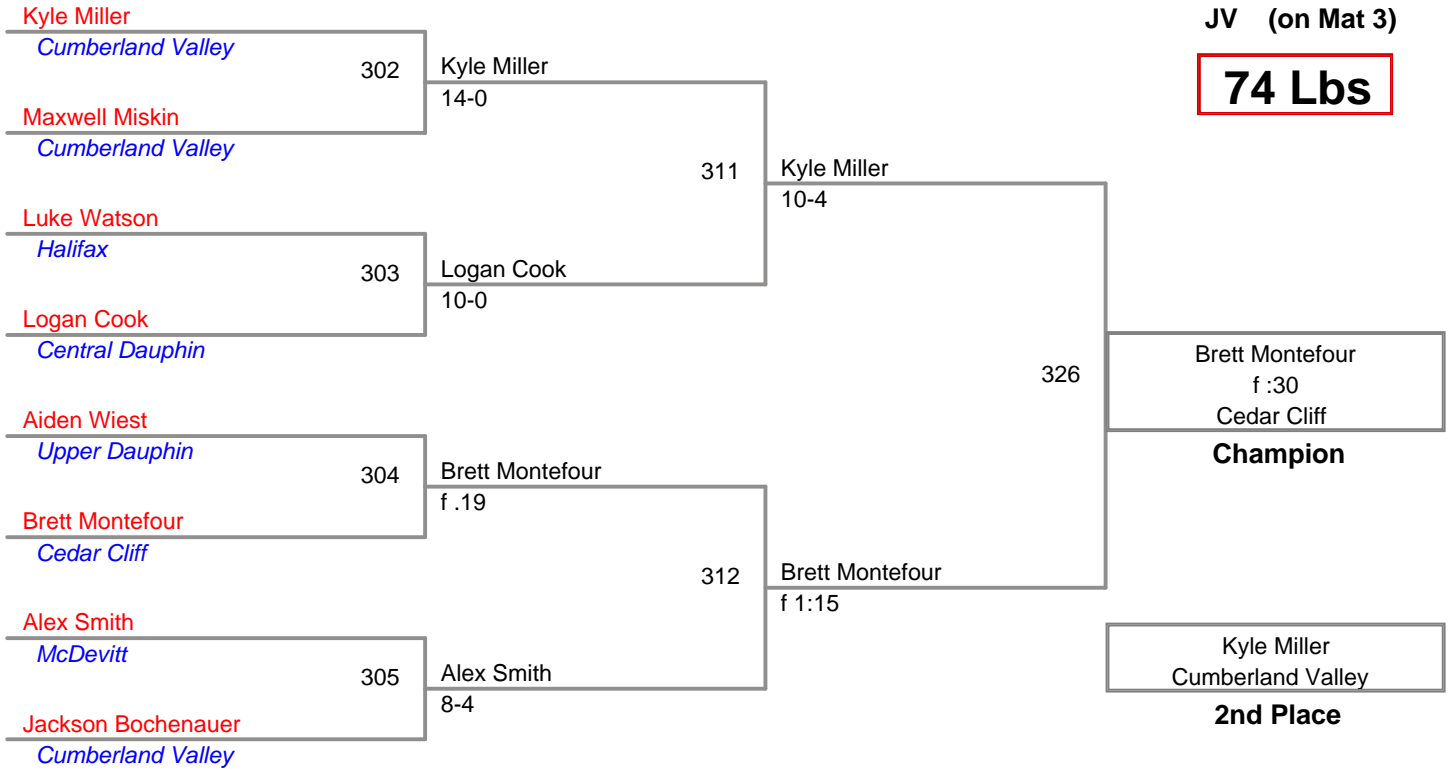 Kyle Miller
Cumberland Valley
302
Maxwell Miskin
Cumberland Valley
Luke Watson
Halifax
303
Logan Cook
Central Dauphin
Aiden Wiest
Upper Dauphin
304
Brett Montefour
Cedar Cliff
Alex Smith
McDevitt
305
Jackson Bochenauer
Cumberland Valley
Kyle Miller
14-0
311
Logan Cook
10-0
Brett Montefour
f .19
312
Alex Smith
8-4
Kyle Miller
10-4
326
Brett Montefour
f 1:15
JV (on Mat 3)
74 Lbs
Brett Montefour
f :30
Cedar Cliff
Champion
Kyle Miller
Cumberland Valley
2nd Place